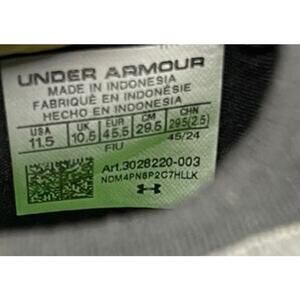 UNDER ARMOUR
MADE IN INDONESIA
FABRIQUÉ EN INDONÉSIE
HECHO EN INDONESIA
USA UK EUR CM CHN
11.5 10.5 45.5 29.5 295(2.5)
FIU 45/24
Art.3028220-003
NDM4PN8P2C7HLLK